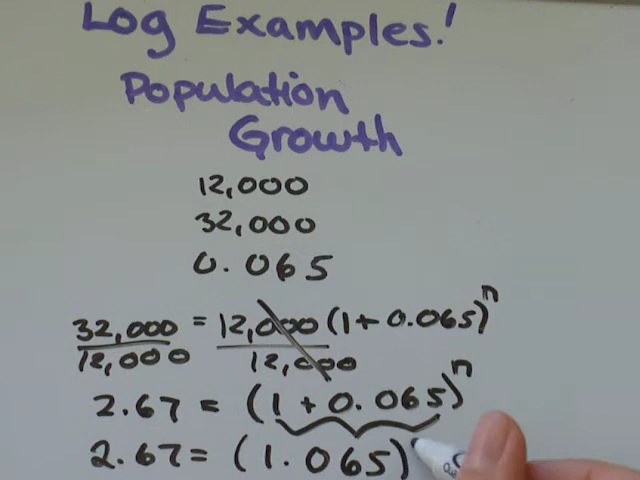 Log Examples!
Population
Growth
12,000
32,000
0.065
32,000 = 12,000 (1 + 0.065)^n
12,000 12,000
2.67 = (1 + 0.065)^n
2.67 = (1.065)